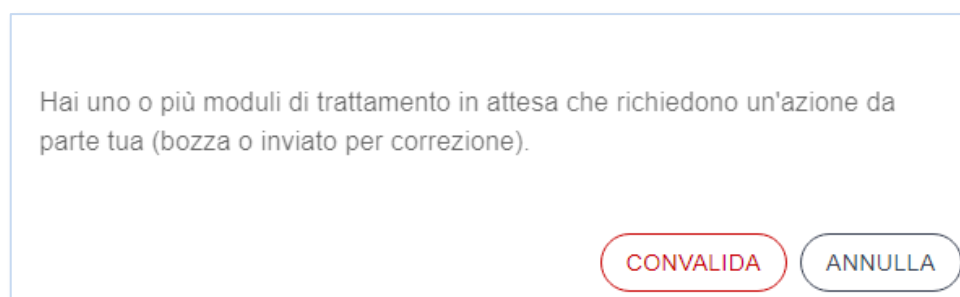 Hai uno o più moduli di trattamento in attesa che richiedono un'azione da
parte tua (bozza o inviato per correzione).
CONVALIDA ANNULLA